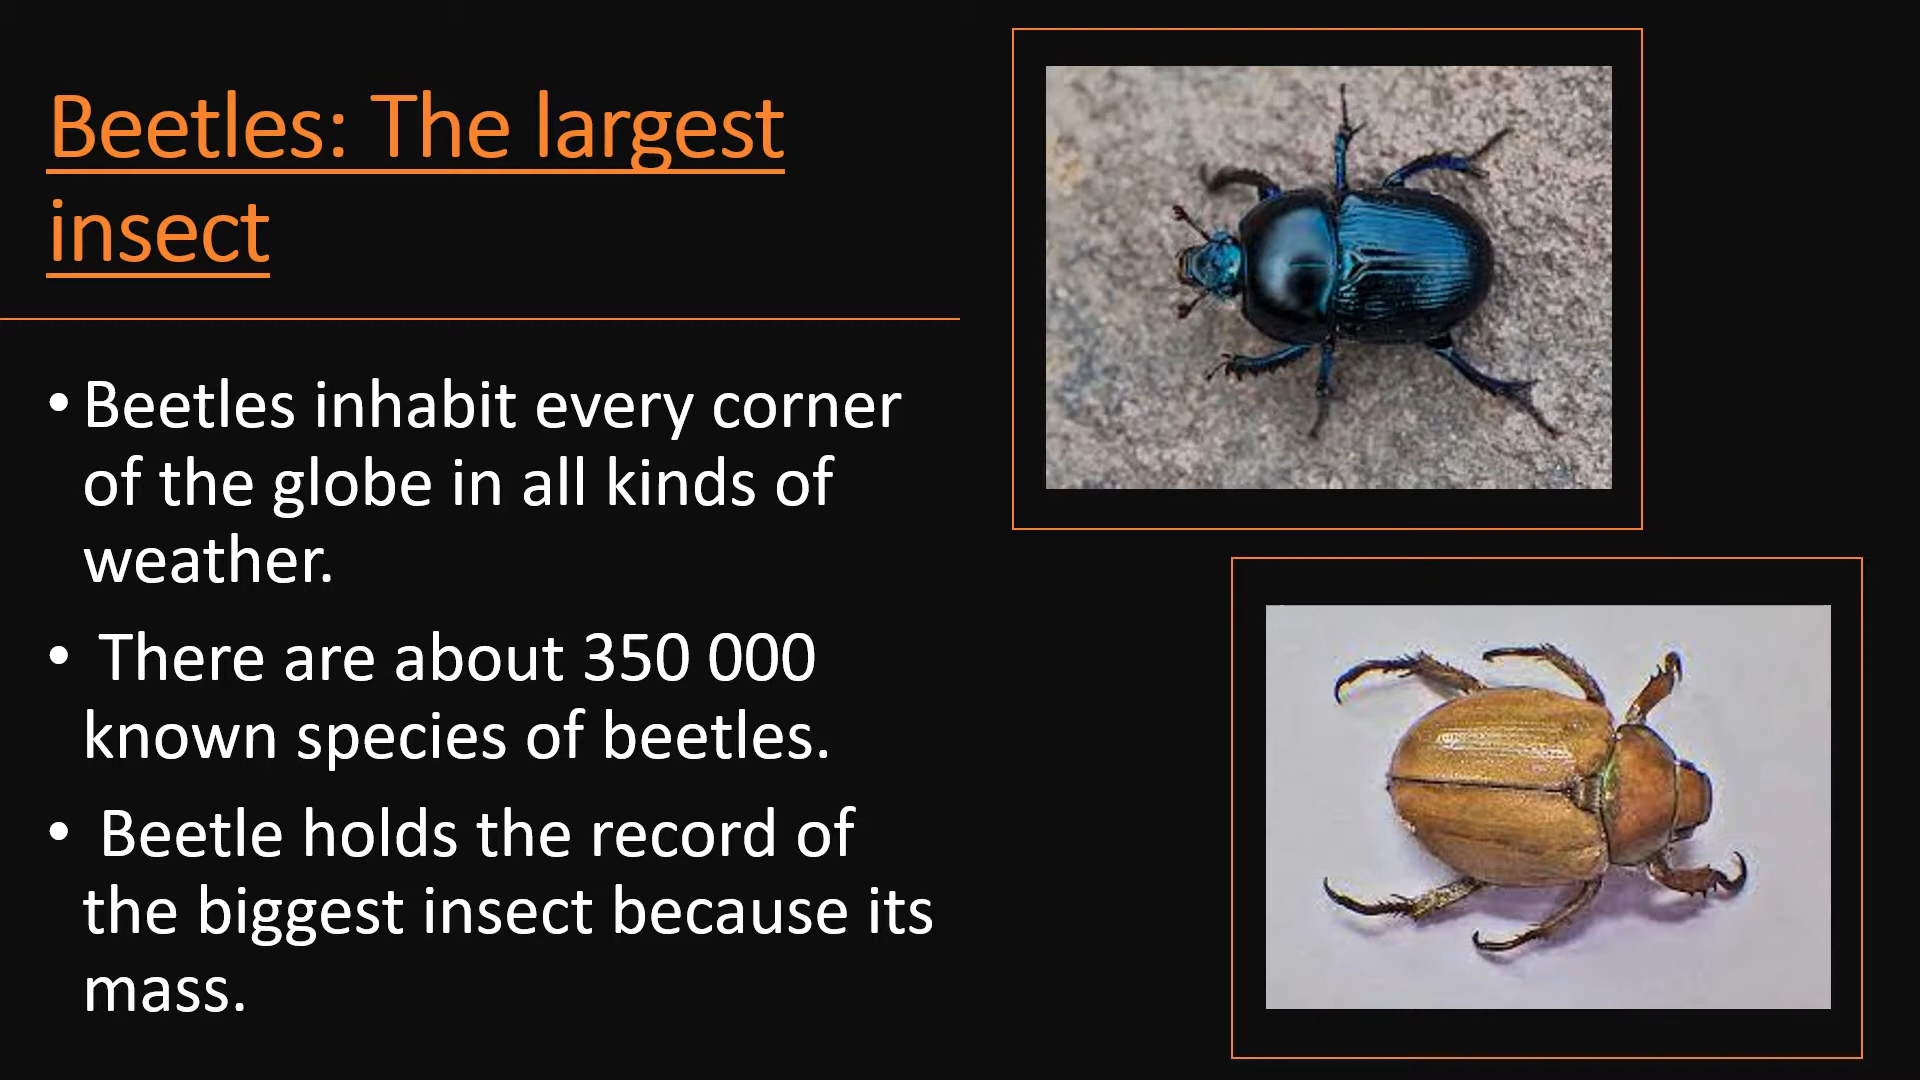 Beetles: The largest
insect
• Beetles inhabit every corner
of the globe in all kinds of
weather.
• There are about 350 000
known species of beetles.
• Beetle holds the record of
the biggest insect because its
mass.